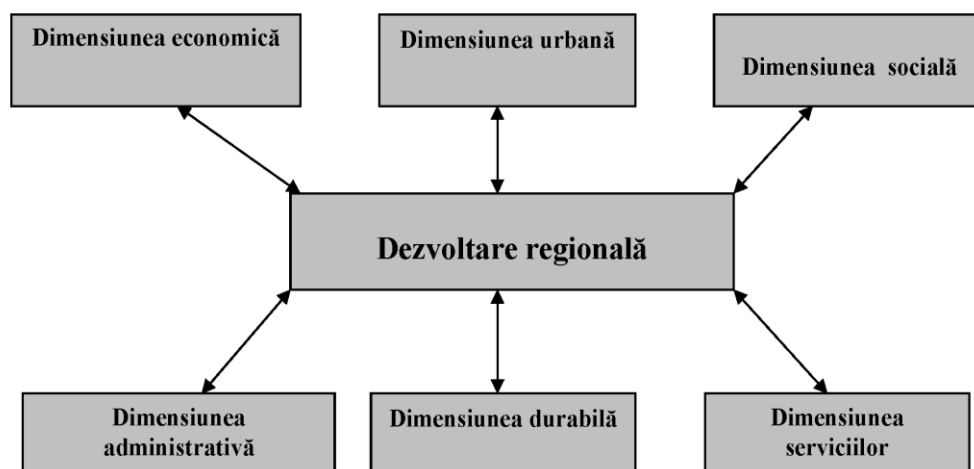 Dimensiunea economică
Dimensiunea urbană
Dimensiunea socială
Dezvoltare regională
Dimensiunea
administrativă
Dimensiunea durabilă
Dimensiunea
serviciilor